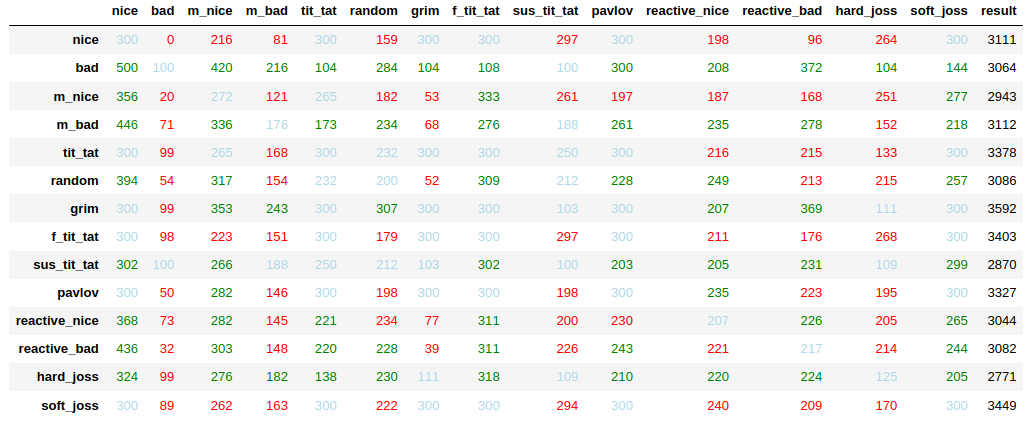 nice bad m_nice m_bad tit_tat random grim f_tit_tat sus_tit_tat pavlov reactive_nice reactive_bad hard_joss soft_joss result
nice 300 0 216 81 300 159 300 300 297 300 198 96 264 300 3111
bad 500 100 420 216 104 284 104 108 100 300 208 372 104 144 3064
m_nice 356 20 272 121 265 182 53 333 261 197 187 168 251 277 2943
m_bad 446 71 336 176 173 234 68 276 188 261 235 278 152 218 3112
tit_tat 300 99 265 168 300 232 300 300 250 300 216 215 133 300 3378
random 394 54 317 154 232 200 52 309 212 228 249 213 215 257 3086
grim 300 99 353 243 300 307 300 300 103 300 207 369 111 300 3592
f_tit_tat 300 98 223 151 300 179 300 300 297 300 211 176 268 300 3403
sus_tit_tat 302 100 266 188 250 212 103 302 100 203 205 231 109 299 2870
pavlov 300 50 282 146 300 198 300 300 198 300 235 223 195 300 3327
reactive_nice 368 73 282 145 221 234 77 311 200 230 207 226 205 265 3044
reactive_bad 436 32 303 148 220 228 39 311 226 243 221 217 214 244 3082
hard_joss 324 99 276 182 138 230 111 318 109 210 220 224 125 205 2771
soft_joss 300 89 262 163 300 222 300 300 294 300 240 209 170 300 3449